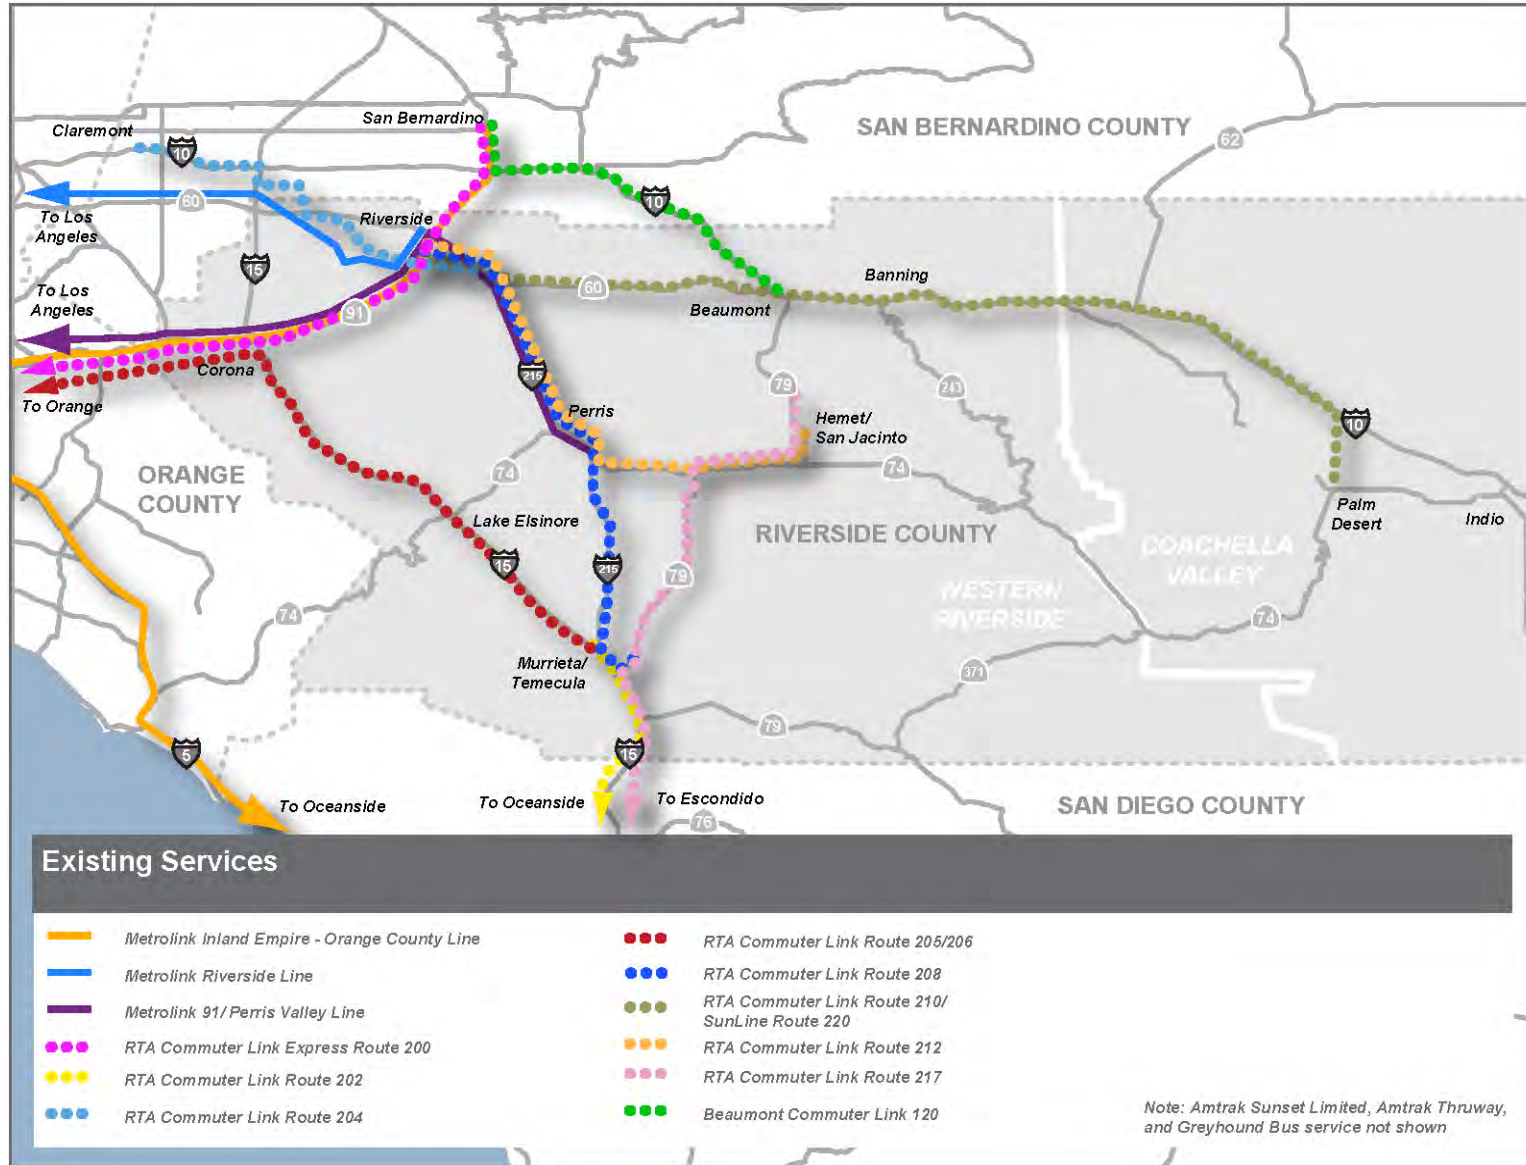 San Bernardino
Claremont
SAN BERNARDINO COUNTY
62
10
10
60
To Los
Angeles
Riverside
15
Banning
60
To Los
Angeles
91
Beaumont
Corona
215
79
243
To Orange
Perris
Hemet/
San Jacinto
10
ORANGE
COUNTY
74
74
Lake Elsinore
RIVERSIDE COUNTY
Palm
Desert
Indio
COACHELLA
VALLEY
15
215
79
WESTERN
RIVERSIDE
74
74
Murrieta/
Temecula
371
79
5
15
To Oceanside
To Oceanside
To Escondido
SAN DIEGO COUNTY
76
Existing Services
Metrolink Inland Empire - Orange County Line
Metrolink Riverside Line
Metrolink 91/ Perris Valley Line
RTA Commuter Link Express Route 200
RTA Commuter Link Route 202
RTA Commuter Link Route 204
RTA Commuter Link Route 205/206
RTA Commuter Link Route 208
RTA Commuter Link Route 210/
SunLine Route 220
RTA Commuter Link Route 212
RTA Commuter Link Route 217
Beaumont Commuter Link 120
Note: Amtrak Sunset Limited, Amtrak Thruway,
and Greyhound Bus service not shown